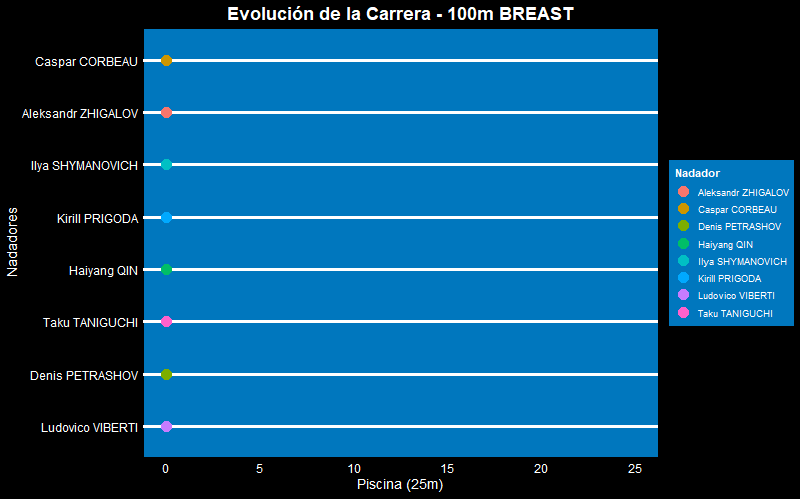 Evolución de la Carrera - 100m BREAST
Nadadores
Caspar CORBEAU
Aleksandr ZHIGALOV
Ilya SHYMANOVICH
Kirill PRIGODA
Haiyang QIN
Taku TANIGUCHI
Denis PETRASHOV
Ludovico VIBERTI
0 5 10 15 20 25
Piscina (25m)
Nadador
Aleksandr ZHIGALOV
Caspar CORBEAU
Denis PETRASHOV
Haiyang QIN
Ilya SHYMANOVICH
Kirill PRIGODA
Ludovico VIBERTI
Taku TANIGUCHI